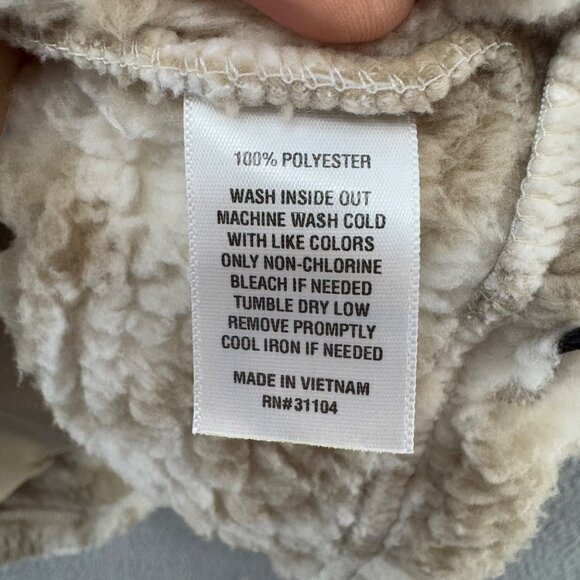 100% POLYESTER
WASH INSIDE OUT
MACHINE WASH COLD
WITH LIKE COLORS
ONLY NON-CHLORINE
BLEACH IF NEEDED
TUMBLE DRY LOW
REMOVE PROMPTLY
COOL IRON IF NEEDED
MADE IN VIETNAM
RN#31104